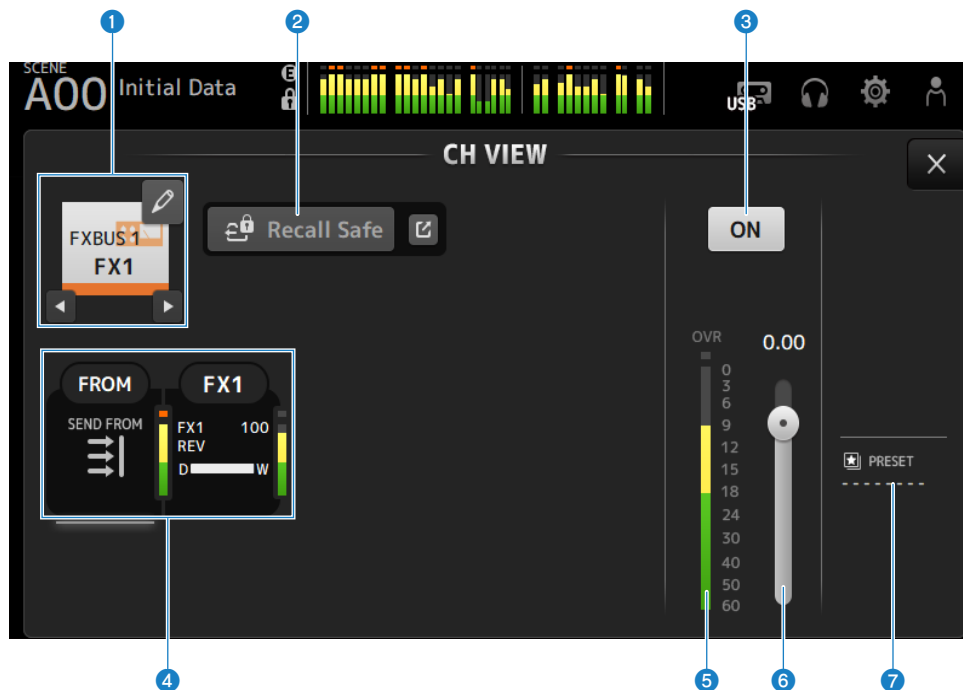 1 2 3
SCENE
A00 Initial Data E
USB
CH VIEW
FXBUS 1
FX1
Recall Safe
ON
OVR
0.00
0
3
6
9
12
15
18
24
30
40
50
60
FROM FX1
SEND FROM
FX1 100
REV
D W
PRESET
--------
4 5 6 7